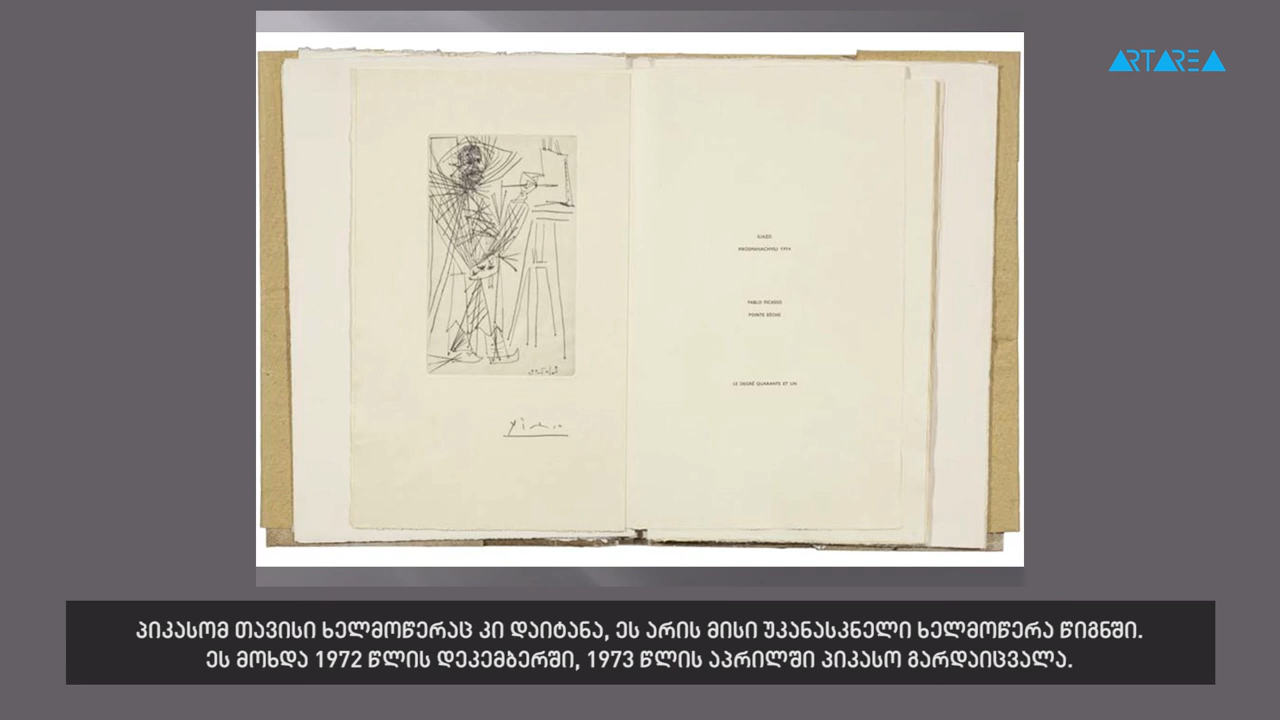 ARTAREA
ILIAZD
PIROSMANACHVILI 1914
PABLO PICASSO
POINTE SÈCHE
LE DEGRÉ QUARANTE ET UN
Picasso
პიკასომ თავისი ხელმოწერაც კი დაიტანა, ეს არის მისი უკანასკნელი ხელმოწერა წიგნში.
ეს მოხდა 1972 წლის დეკემბერში, 1973 წლის აპრილში პიკასო გარდაიცვალა.